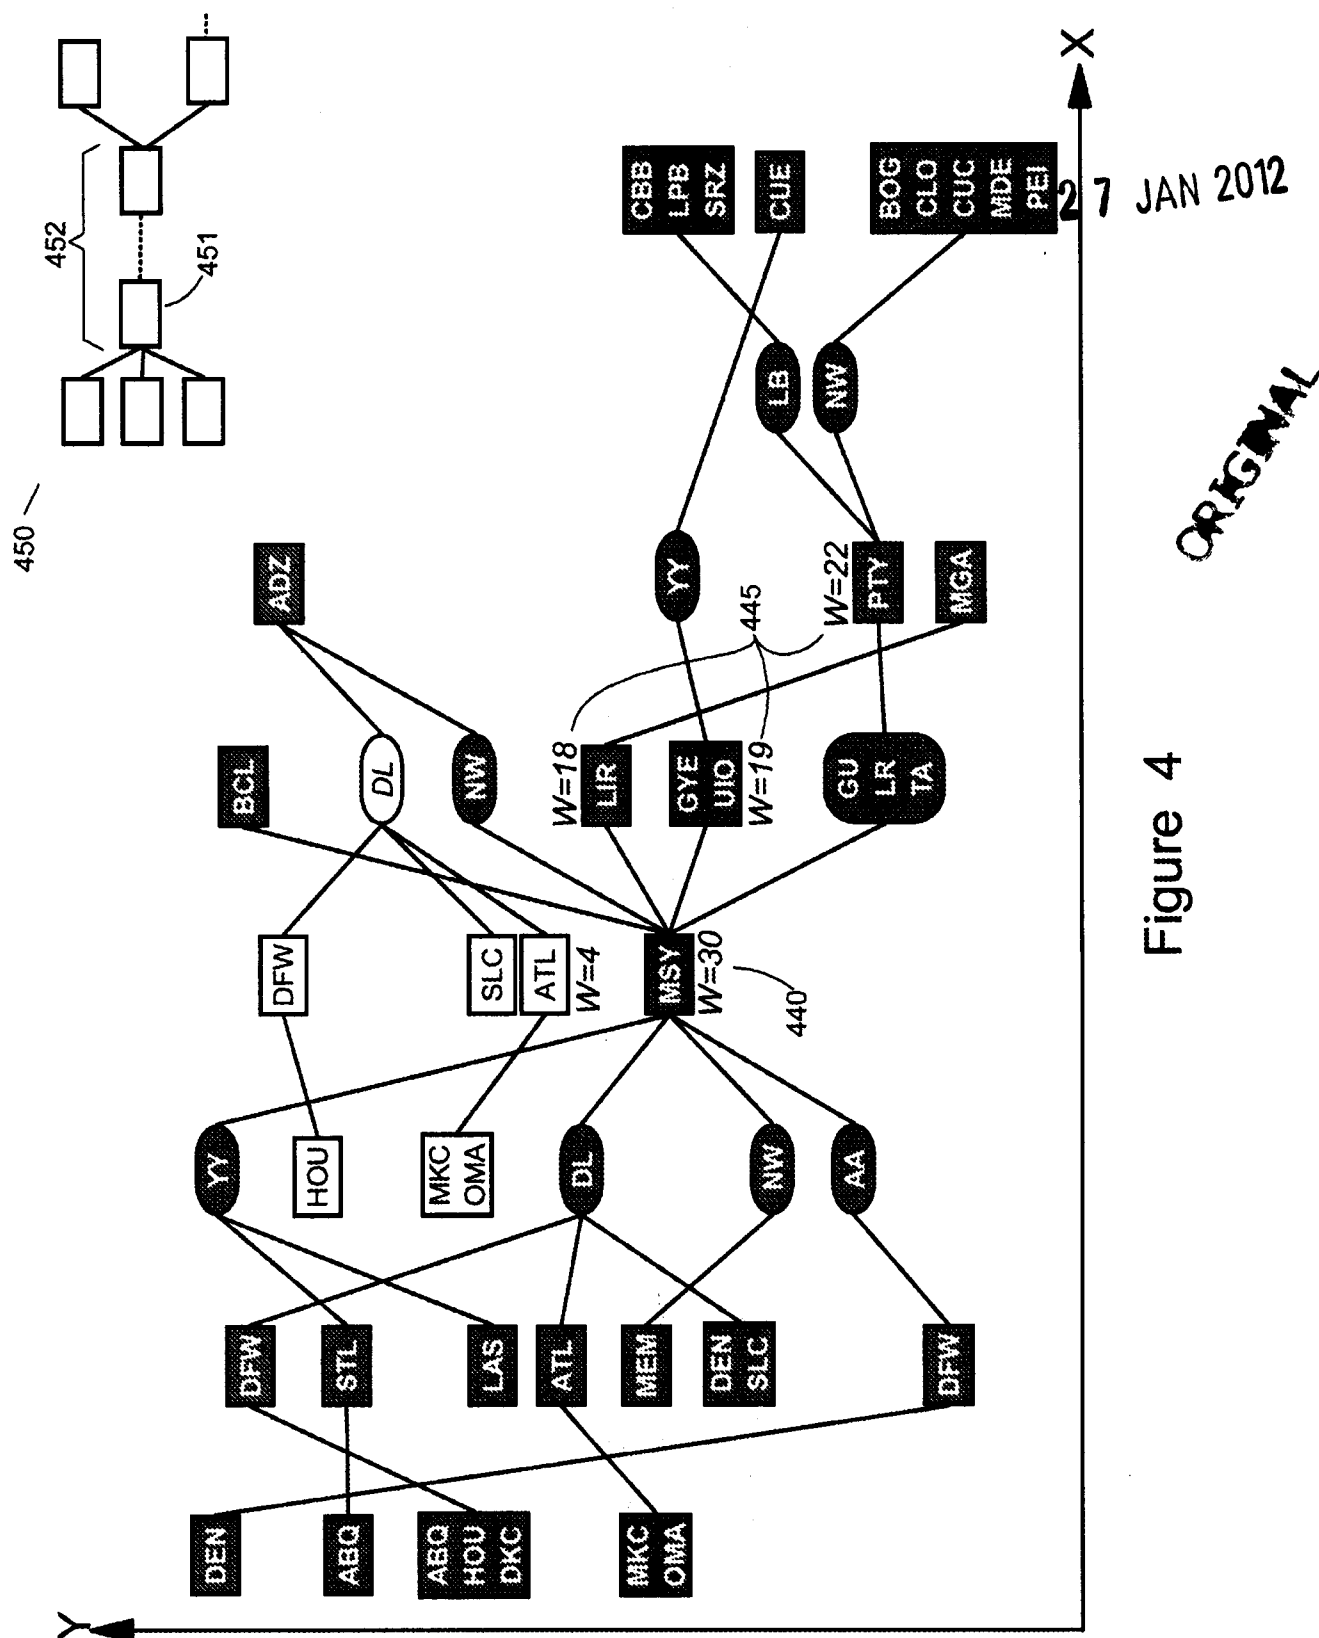 450
452
451
Y
DEN
ABQ
ABQ
HOU
DKC
MKC
OMA
DFW
STL
LAS
ATL
MEM
DEN
SLC
DFW
YY
HOU
MKC
OMA
DL
NW
AA
DFW
SLC
ATL
W=4
MSY
W=30
440
BCL
DL
NW
W=18
LIR
GYE
UIO
W=19
GU
LR
TA
ADZ
YY
445
W=22
PTY
MGA
LB
NW
CBB
LPB
SRZ
CUE
BOG
CLO
CUC
MDE
PEI
X
Figure 4
27 JAN 2012
ORIGINAL